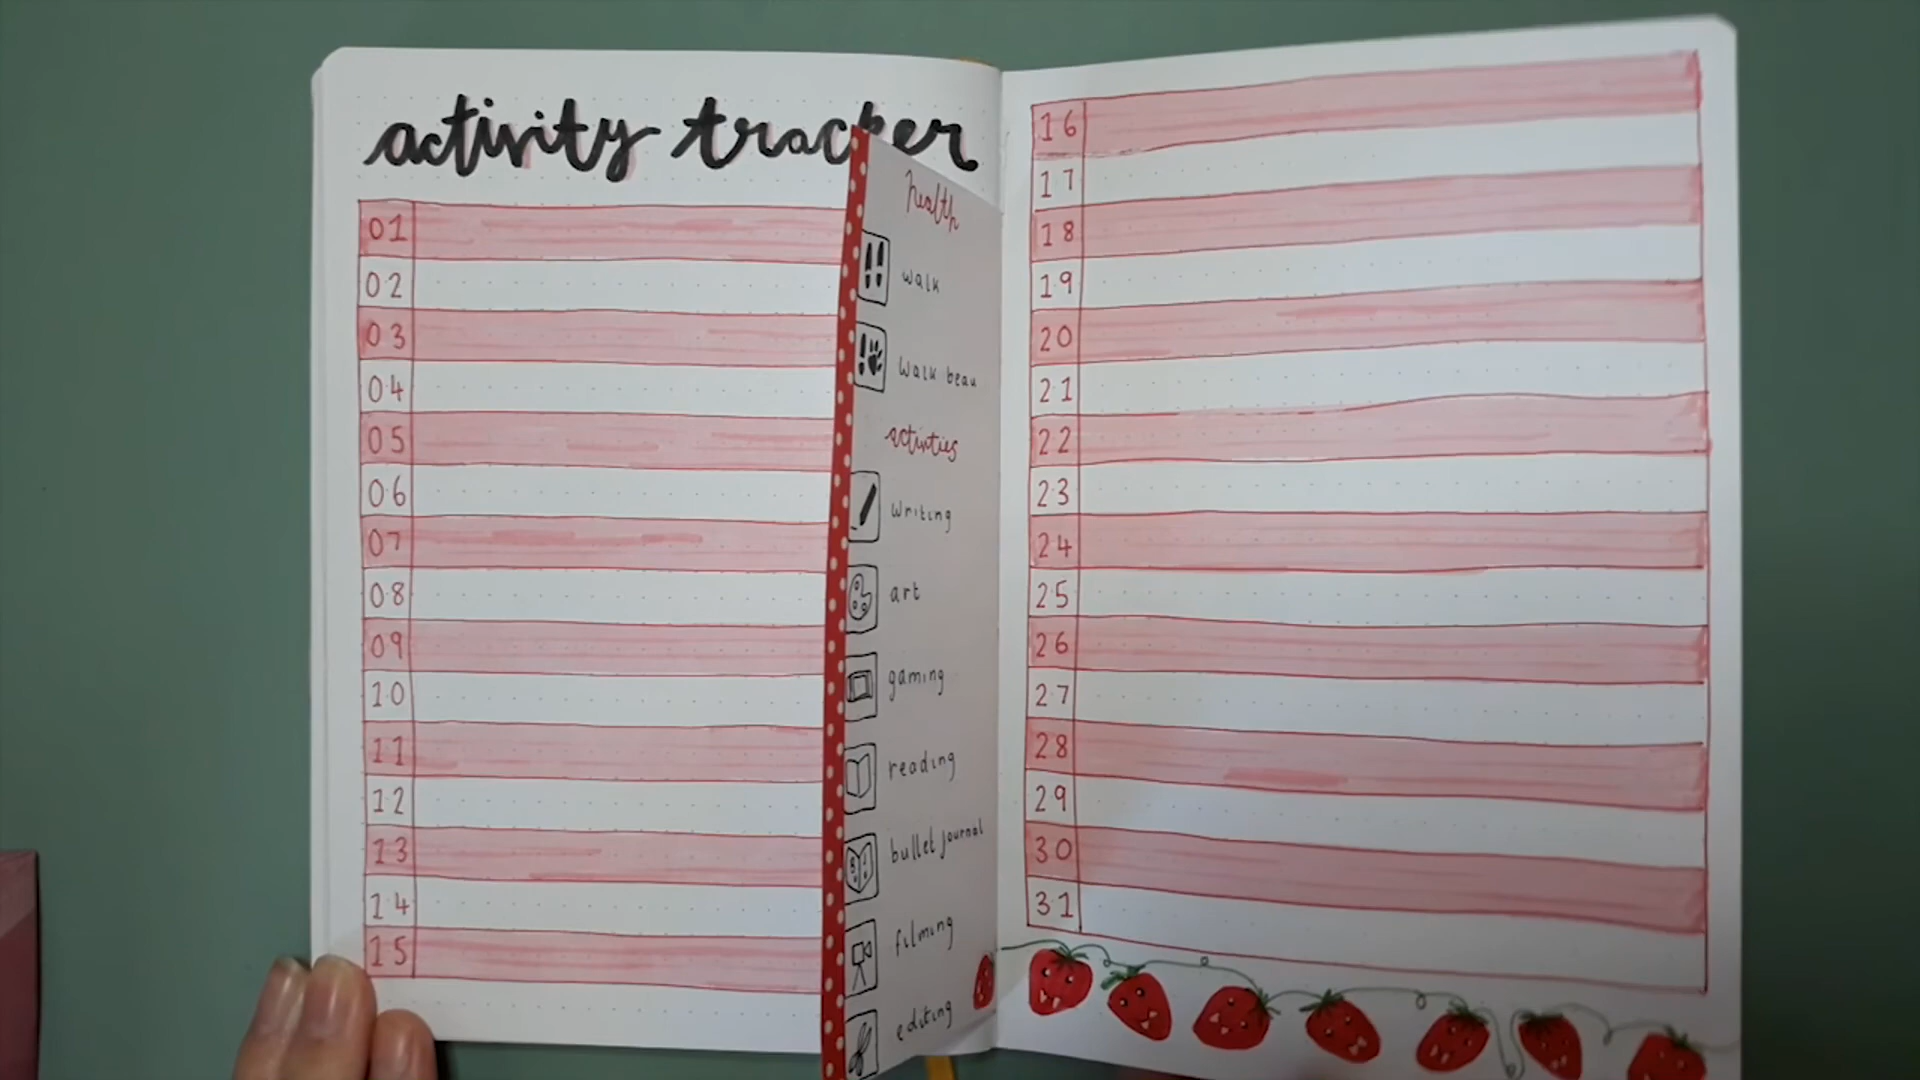 activity tracker
01
02
03
04
05
06
07
08
09
10
11
12
13
14
15
health
walk
walk beau
activties
writing
art
gaming
reading
bullet journal
filming
editing
16
17
18
19
20
21
22
23
24
25
26
27
28
29
30
31